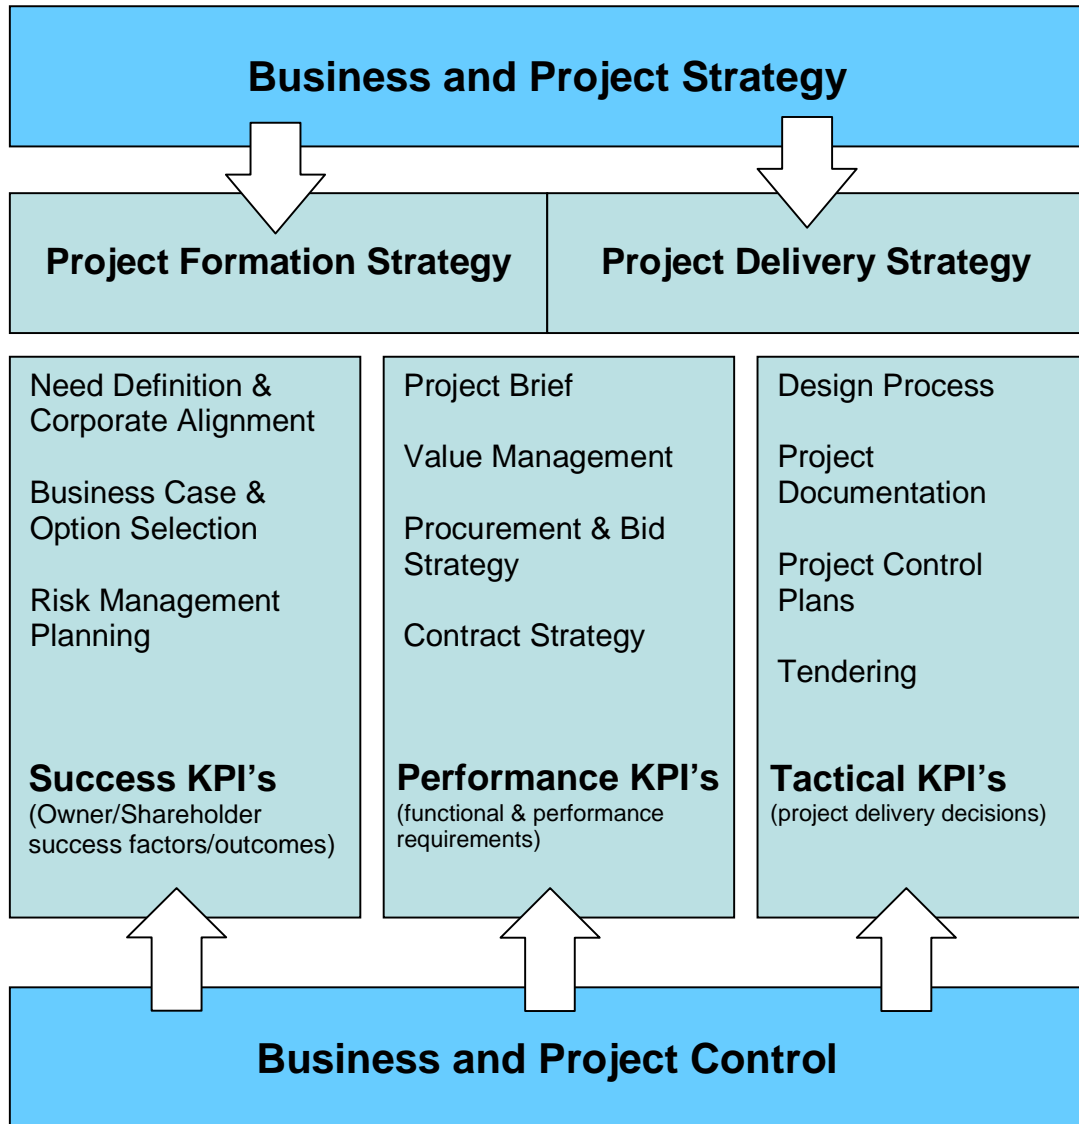 Business and Project Strategy
Project Formation Strategy
Project Delivery Strategy
Need Definition &
Corporate Alignment
Business Case &
Option Selection
Risk Management
Planning
Success KPI's
(Owner/Shareholder
success factors/outcomes)
Project Brief
Value Management
Procurement & Bid
Strategy
Contract Strategy
Performance KPI's
(functional & performance
requirements)
Design Process
Project
Documentation
Project Control
Plans
Tendering
Tactical KPI's
(project delivery decisions)
Business and Project Control